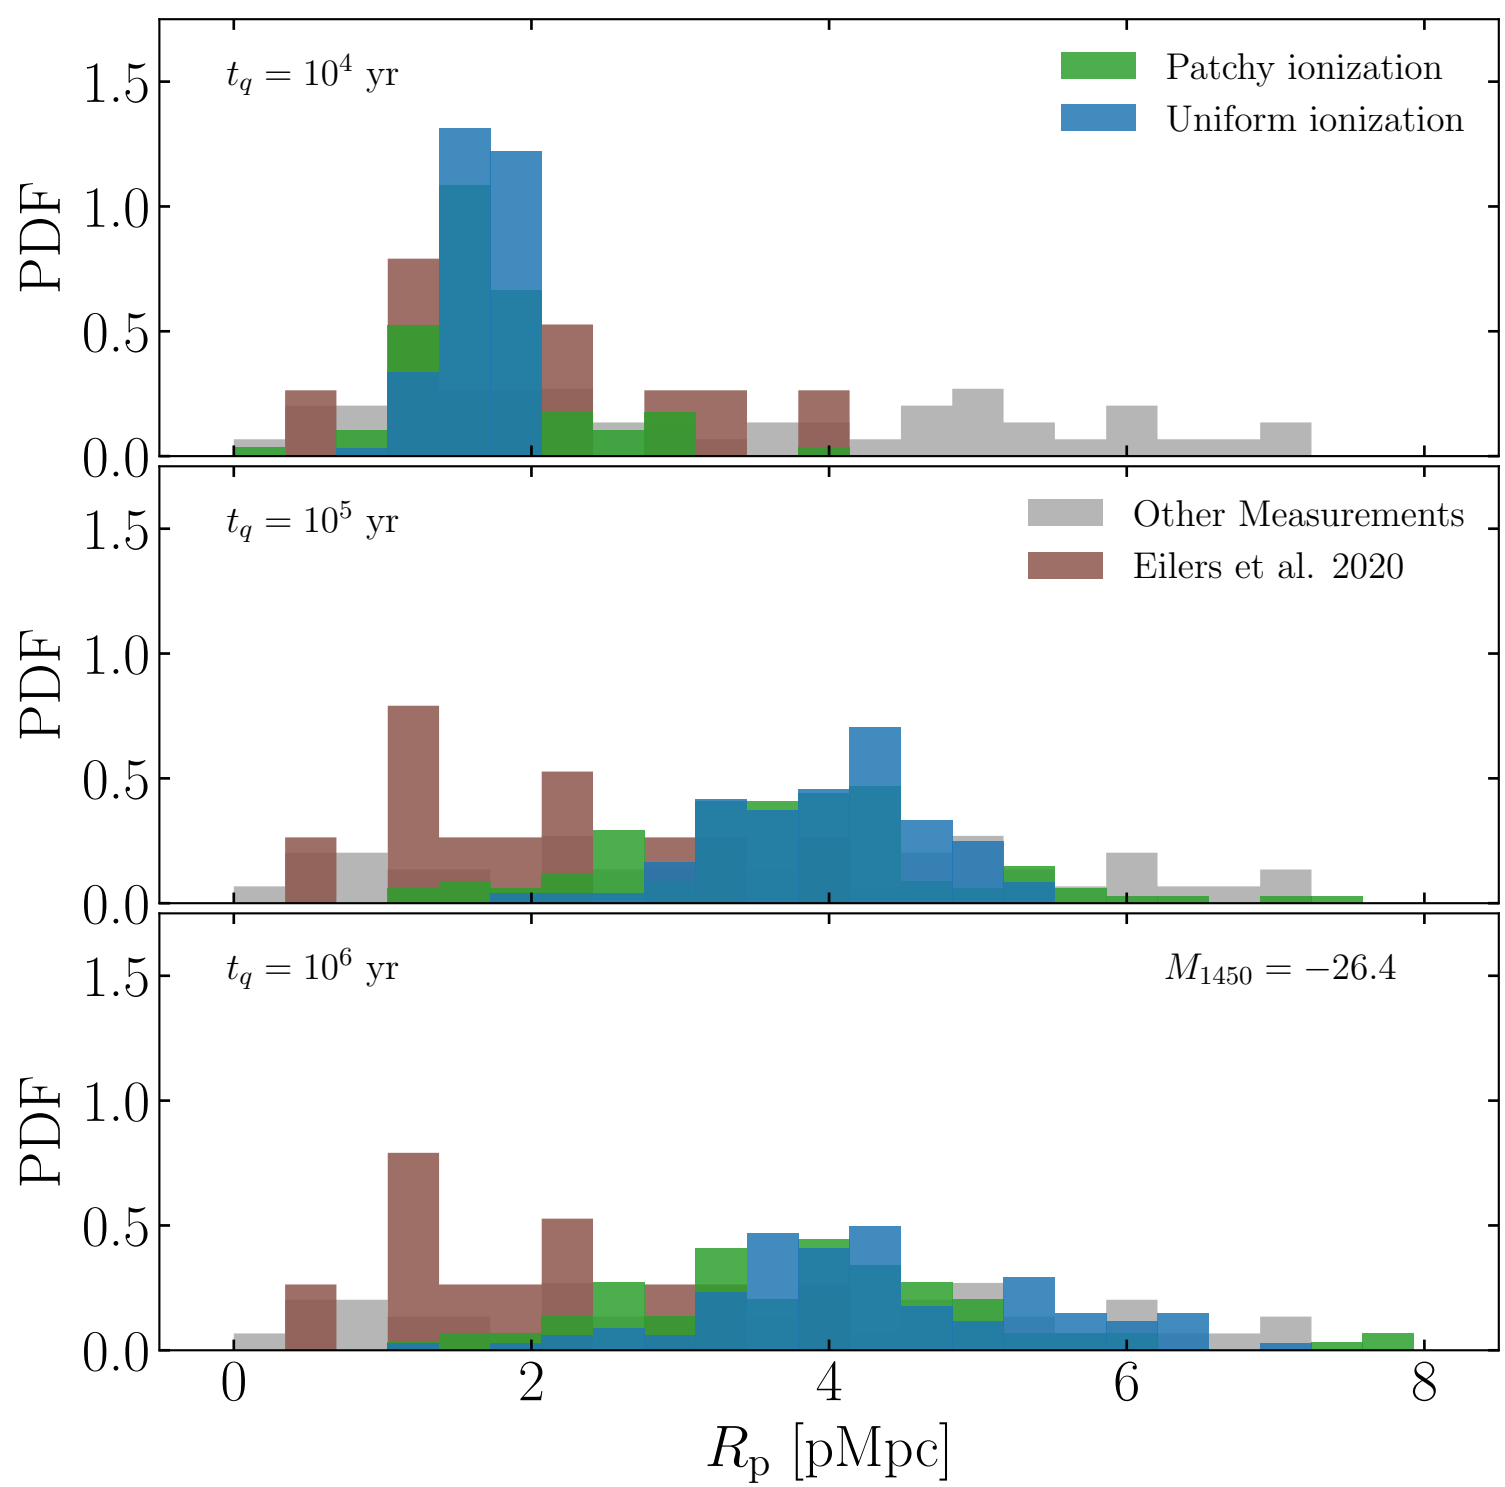 t_q = 10^4 yr
Patchy ionization
Uniform ionization
1.5
1.0
0.5
0.0
PDF
t_q = 10^5 yr
Other Measurements
Eilers et al. 2020
1.5
1.0
0.5
0.0
PDF
t_q = 10^6 yr
M_1450 = −26.4
1.5
1.0
0.5
0.0
PDF
0 2 4 6 8
R_p [pMpc]